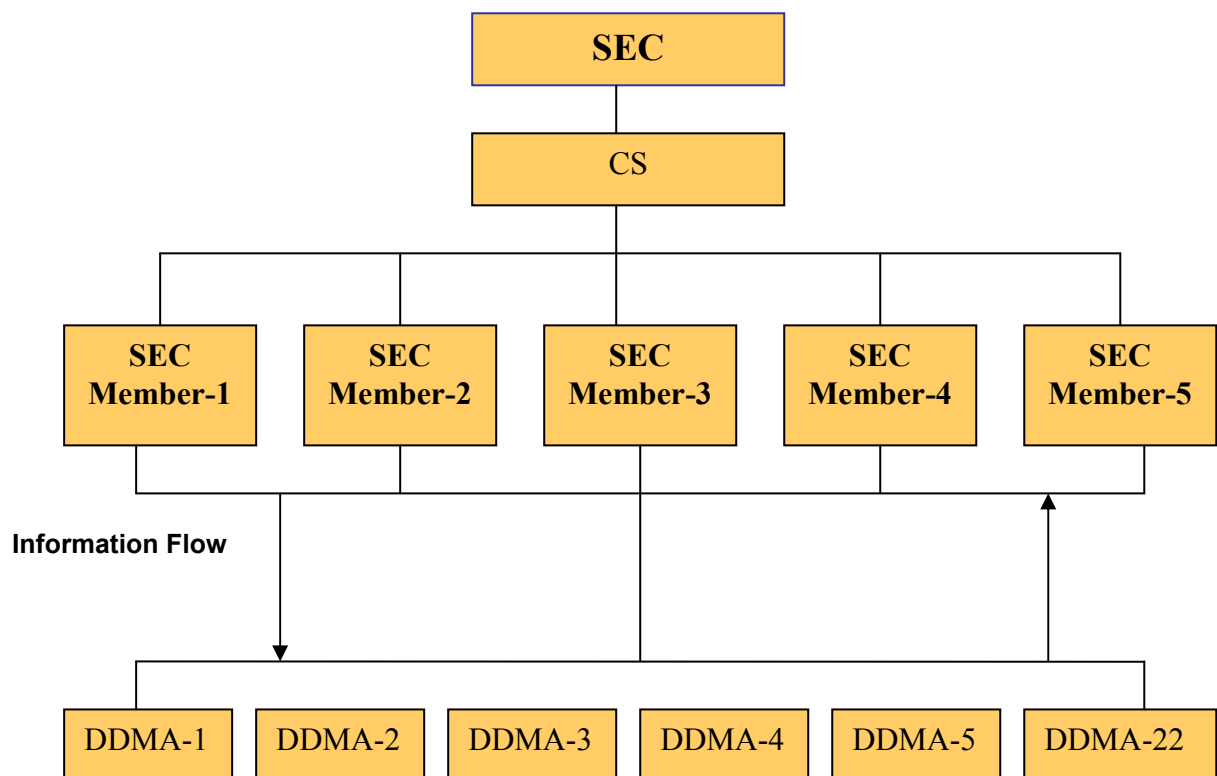 SEC
CS
SEC
Member-1
SEC
Member-2
SEC
Member-3
SEC
Member-4
SEC
Member-5
Information Flow
DDMA-1
DDMA-2
DDMA-3
DDMA-4
DDMA-5
DDMA-22